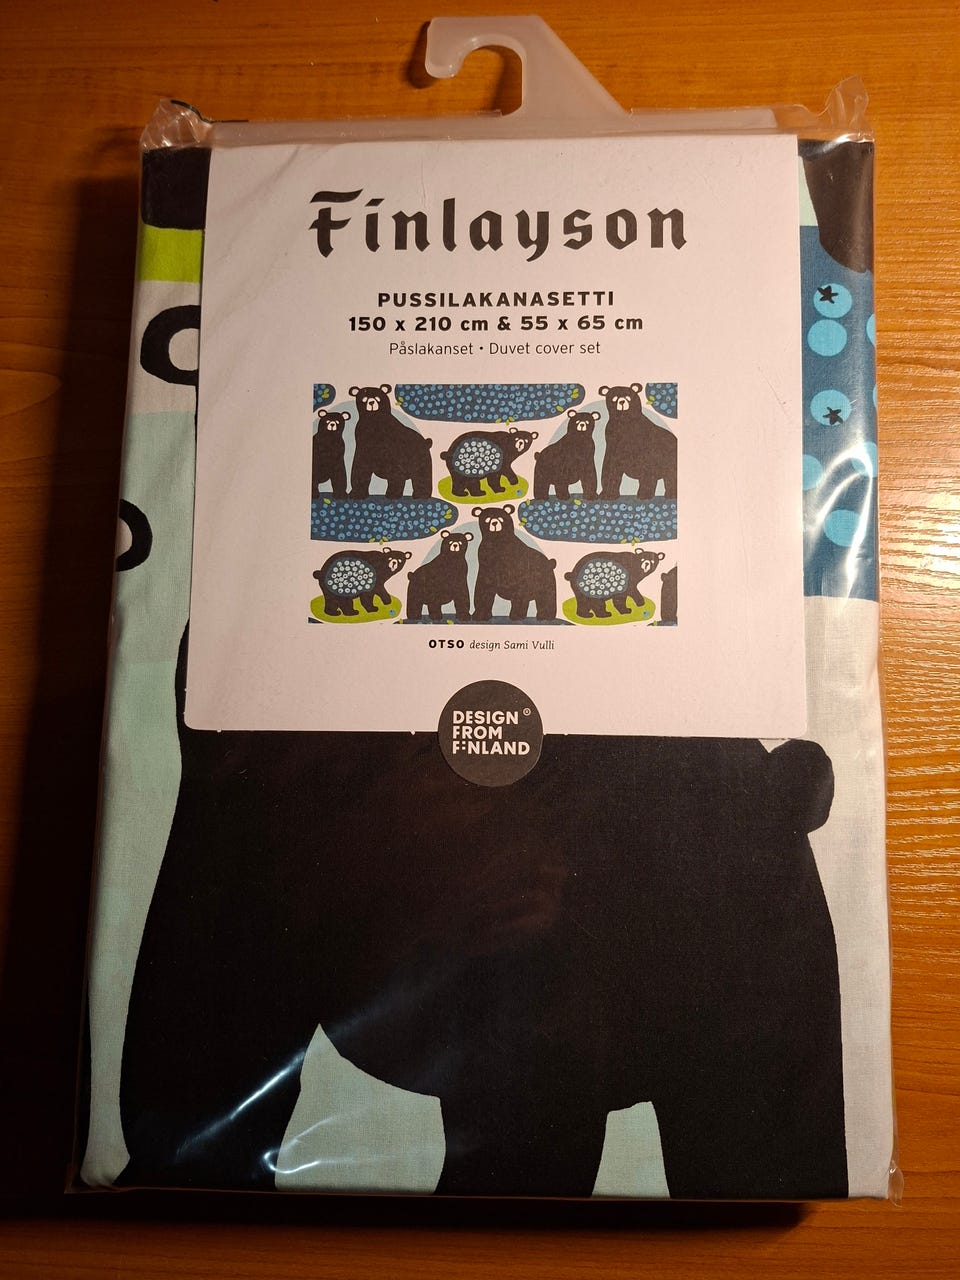 Finlayson
PUSSILAKANASETTI
150 x 210 cm & 55 x 65 cm
Påslakanset • Duvet cover set
OTSO design Sami Vulli
DESIGN ®
FROM
FINLAND